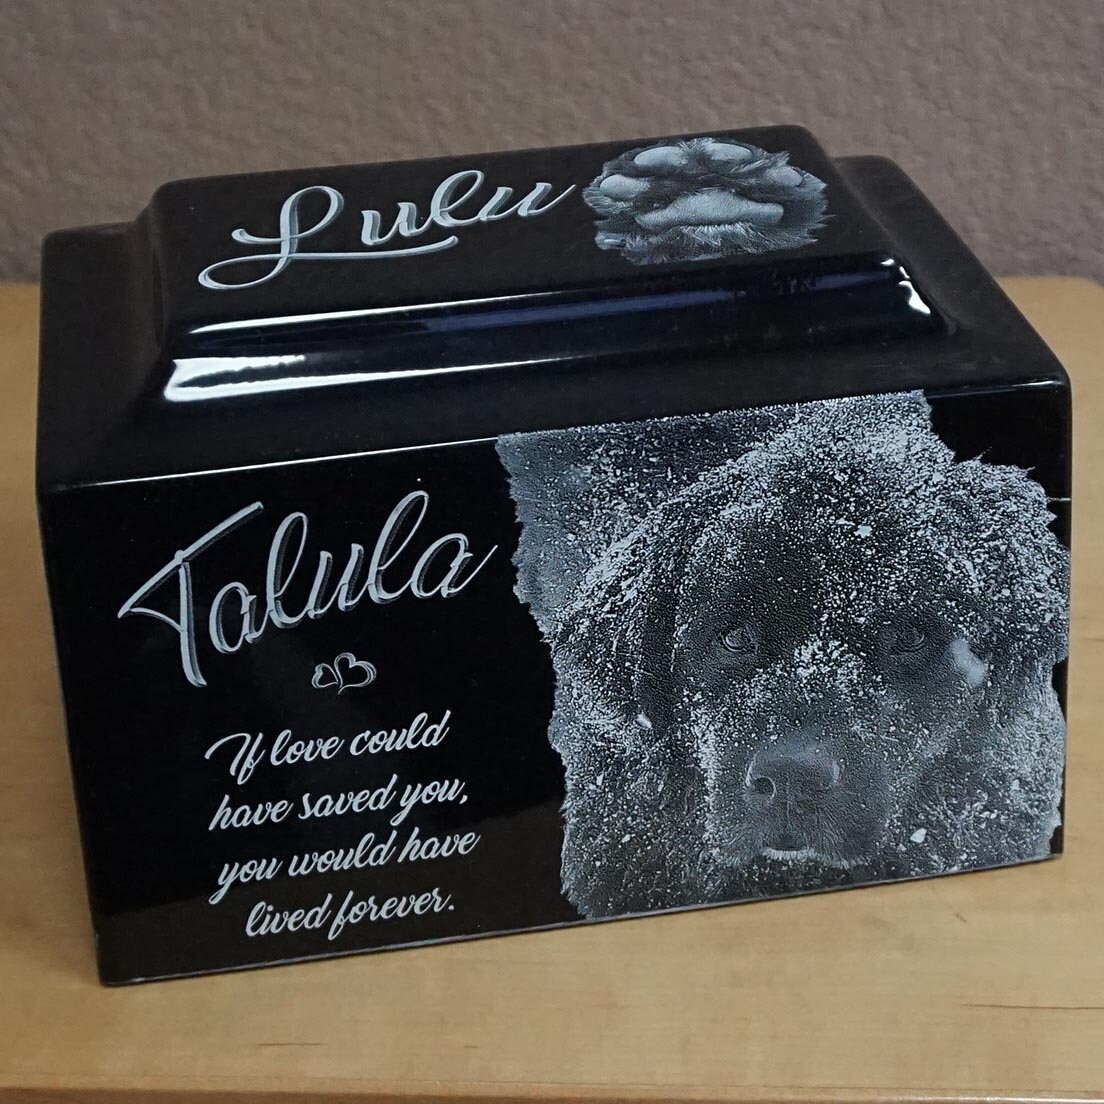 Lulu
Talula
If love could
have saved you,
you would have
lived forever.